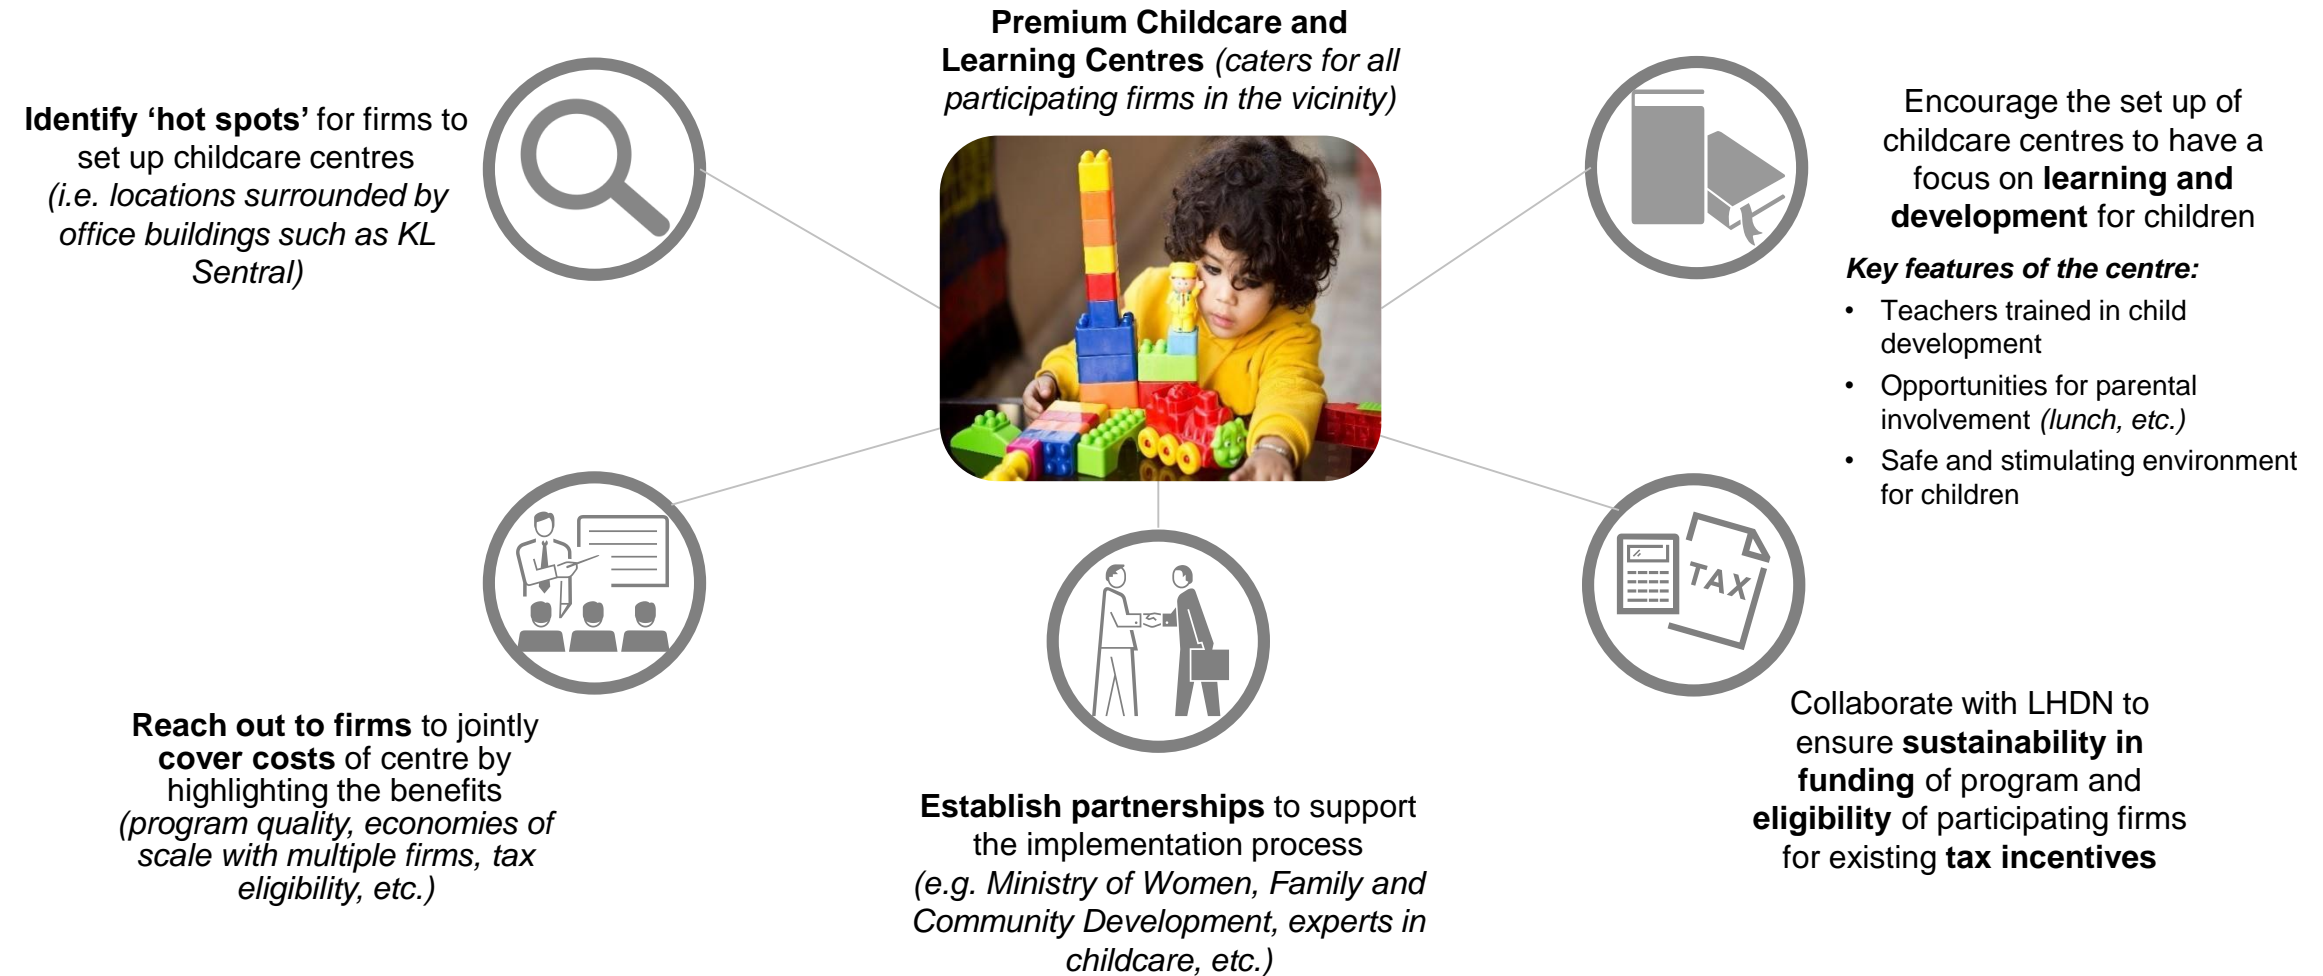 Premium Childcare and
Learning Centres (caters for all
participating firms in the vicinity)
Identify ‘hot spots’ for firms to
set up childcare centres
(i.e. locations surrounded by
office buildings such as KL
Sentral)
Encourage the set up of
childcare centres to have a
focus on learning and
development for children
Key features of the centre:
• Teachers trained in child
development
• Opportunities for parental
involvement (lunch, etc.)
• Safe and stimulating environment
for children
TAX
Reach out to firms to jointly
cover costs of centre by
highlighting the benefits
(program quality, economies of
scale with multiple firms, tax
eligibility, etc.)
Establish partnerships to support
the implementation process
(e.g. Ministry of Women, Family and
Community Development, experts in
childcare, etc.)
Collaborate with LHDN to
ensure sustainability in
funding of program and
eligibility of participating firms
for existing tax incentives